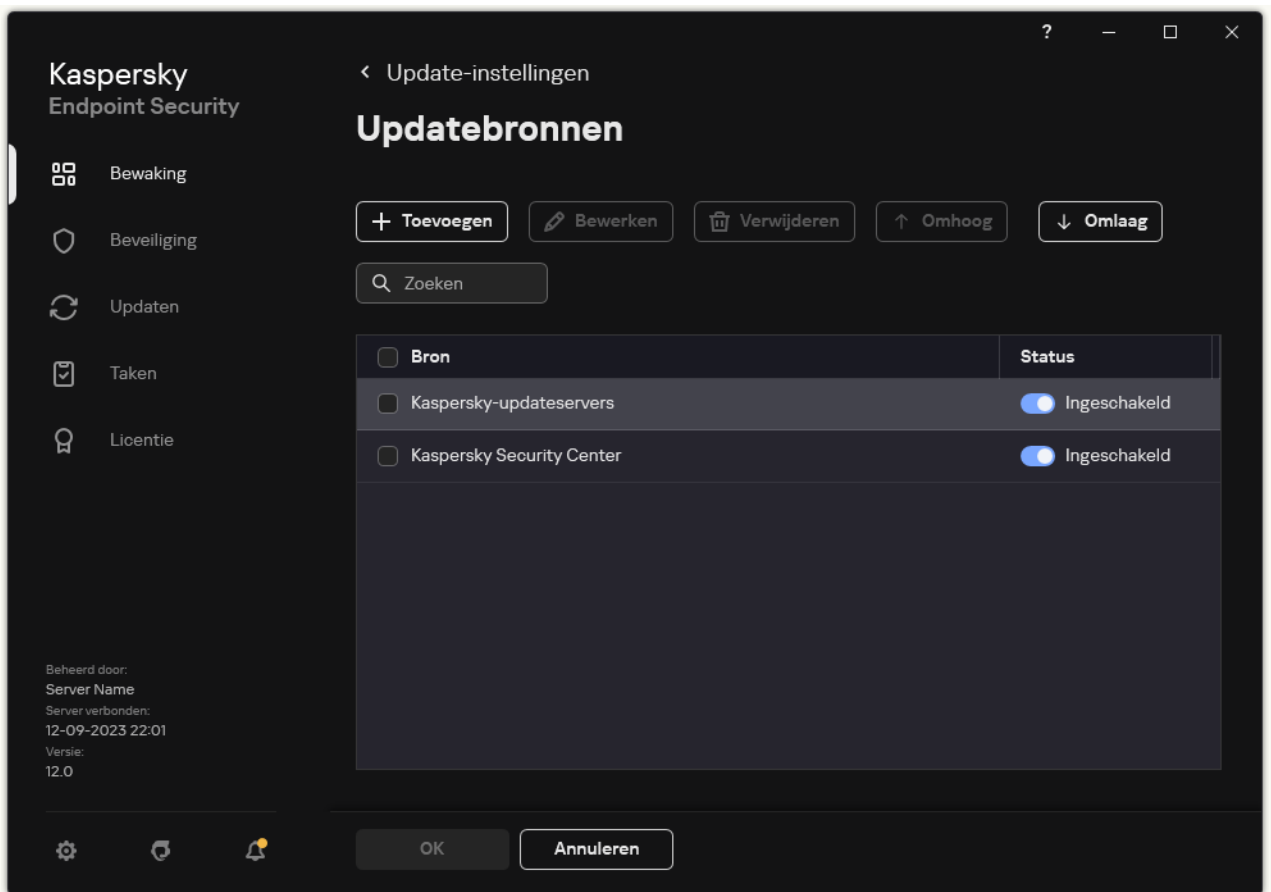 ?
Kaspersky
Endpoint Security
Bewaking
Beveiliging
Updaten
Taken
Licentie
Beheerd door:
Server Name
Server verbonden:
12-09-2023 22:01
Versie:
12.0
Update-instellingen
Updatebronnen
Toevoegen Bewerken Verwijderen Omhoog Omlaag
Zoeken
Bron Status
Kaspersky-updateservers Ingeschakeld
Kaspersky Security Center Ingeschakeld
OK Annuleren